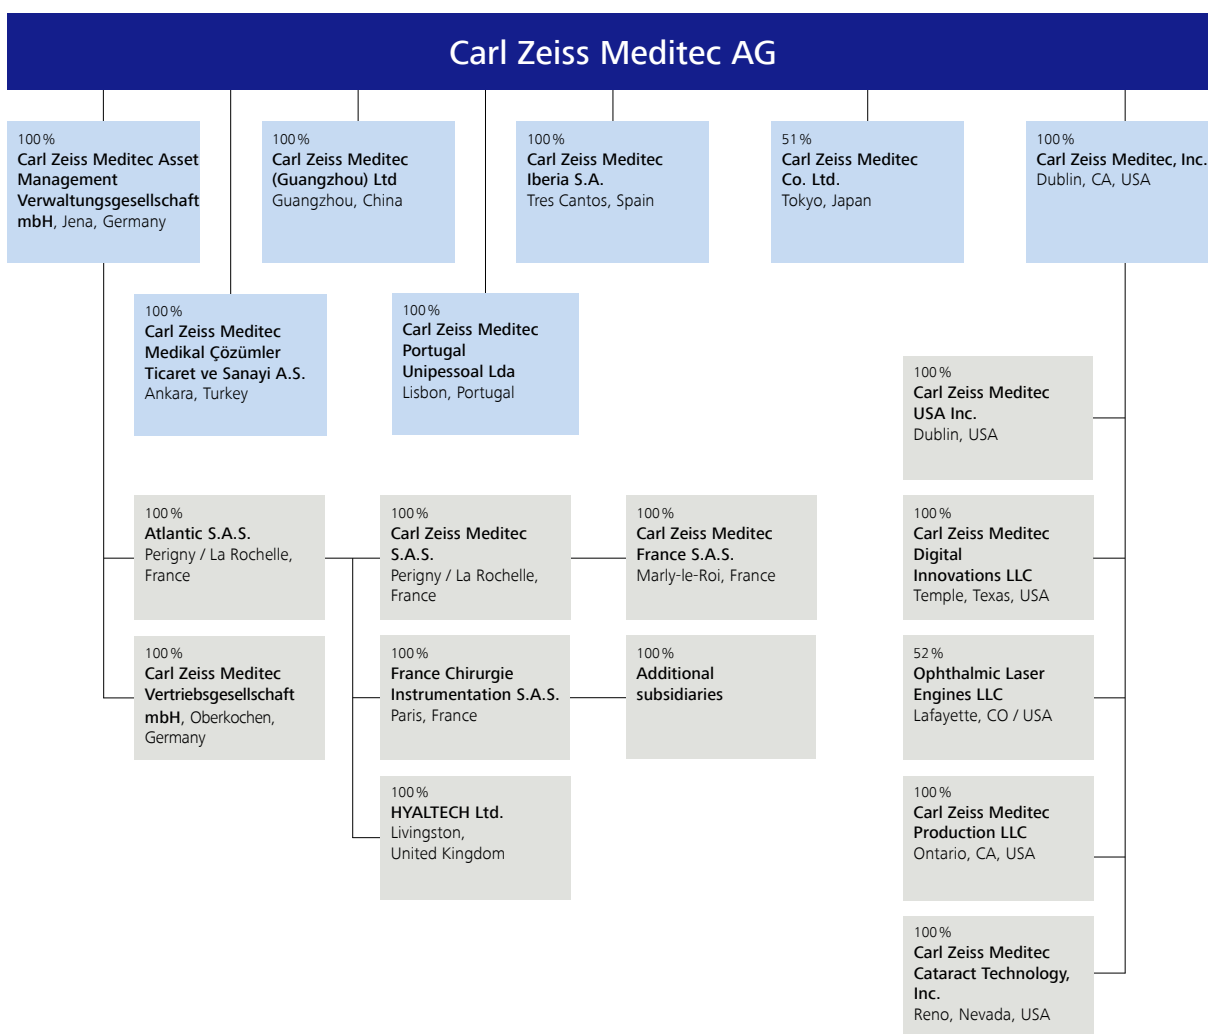 Carl Zeiss Meditec AG
100 %
Carl Zeiss Meditec Asset
Management
Verwaltungsgesellschaft
mbH, Jena, Germany
100 %
Carl Zeiss Meditec
(Guangzhou) Ltd
Guangzhou, China
100 %
Carl Zeiss Meditec
Iberia S.A.
Tres Cantos, Spain
51 %
Carl Zeiss Meditec
Co. Ltd.
Tokyo, Japan
100 %
Carl Zeiss Meditec, Inc.
Dublin, CA, USA
100 %
Carl Zeiss Meditec
Medikal Çözümler
Ticaret ve Sanayi A.S.
Ankara, Turkey
100 %
Carl Zeiss Meditec
Portugal
Unipessoal Lda
Lisbon, Portugal
100 %
Carl Zeiss Meditec
USA Inc.
Dublin, USA
100 %
Atlantic S.A.S.
Perigny / La Rochelle,
France
100 %
Carl Zeiss Meditec
S.A.S.
Perigny / La Rochelle,
France
100 %
Carl Zeiss Meditec
France S.A.S.
Marly-le-Roi, France
100 %
Carl Zeiss Meditec
Digital
Innovations LLC
Temple, Texas, USA
100 %
Carl Zeiss Meditec
Vertriebsgesellschaft
mbH, Oberkochen,
Germany
100 %
France Chirurgie
Instrumentation S.A.S.
Paris, France
100 %
Additional
subsidiaries
52 %
Ophthalmic Laser
Engines LLC
Lafayette, CO / USA
100 %
HYALTECH Ltd.
Livingston,
United Kingdom
100 %
Carl Zeiss Meditec
Production LLC
Ontario, CA, USA
100 %
Carl Zeiss Meditec
Cataract Technology,
Inc.
Reno, Nevada, USA